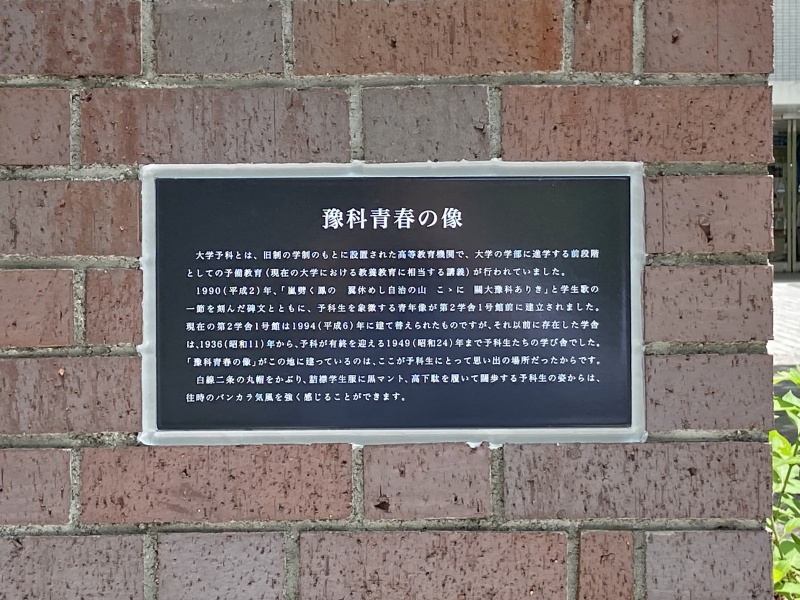 豫科青春の像
大学予科とは、旧制の学制のもとに設置された高等教育機関で、大学の学部に進学する前段階
としての予備教育(現在の大学における教養教育に相当する講義)が行われていました。
1990(平成2)年、「嵐劈く鳳の 翼休めし自治の山 こゝに 關大豫科ありき」と学生歌の
一節を刻んだ碑文とともに、予科生を象徴する青年像が第2学舎1号館前に建立されました。
現在の第2学舎1号館は1994(平成6)年に建て替えられたものですが、それ以前に存在した学舎
は、1936(昭和11)年から、予科が有終を迎える1949(昭和24)年まで予科生たちの学び舎でした。
「豫科青春の像」がこの地に建っているのは、ここが予科生にとって思い出の場所だったからです。
白線二条の丸帽をかぶり、詰襟学生服に黒マント、高下駄を履いて闊歩する予科生の姿からは、
往時のバンカラ気風を強く感じることができます。